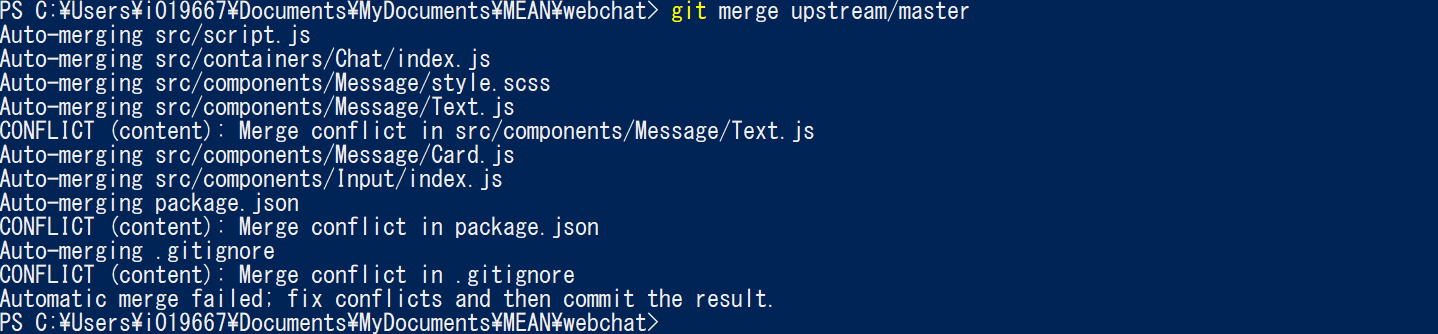 PS C:¥Users¥i019667¥Documents¥MyDocuments¥MEAN¥webchat> git merge upstream/master
Auto-merging src/script.js
Auto-merging src/containers/Chat/index.js
Auto-merging src/components/Message/style.scss
Auto-merging src/components/Message/Text.js
CONFLICT (content): Merge conflict in src/components/Message/Text.js
Auto-merging src/components/Message/Card.js
Auto-merging src/components/Input/index.js
Auto-merging package.json
CONFLICT (content): Merge conflict in package.json
Auto-merging .gitignore
CONFLICT (content): Merge conflict in .gitignore
Automatic merge failed; fix conflicts and then commit the result.
PS C:¥Users¥i019667¥Documents¥MyDocuments¥MEAN¥webchat>